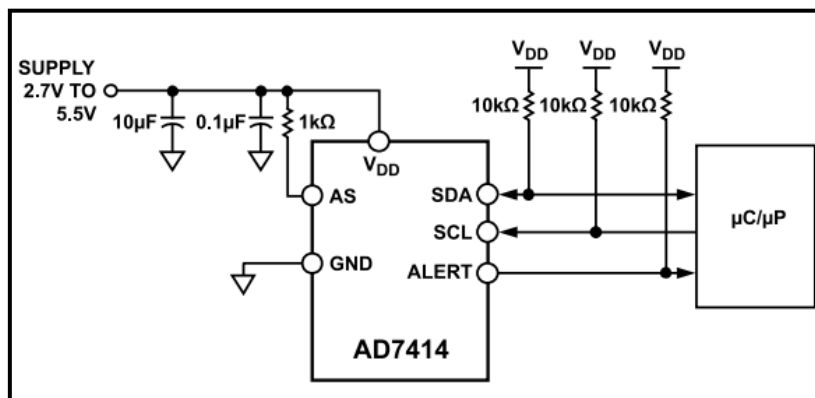 SUPPLY
2.7V TO
5.5V
10µF
0.1µF
1kΩ
VDD
VDD
VDD
10kΩ
10kΩ
10kΩ
VDD
AS
GND
SDA
SCL
ALERT
AD7414
µC/µP